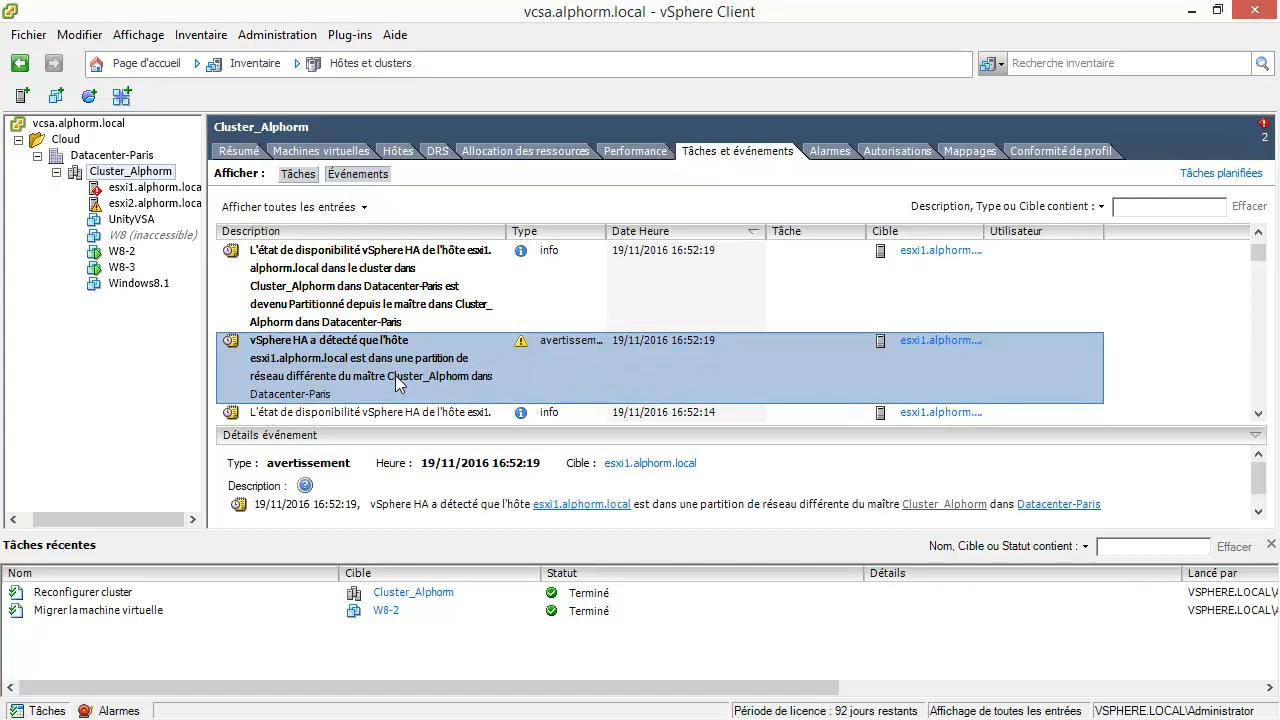 vcsa.alphorm.local - vSphere Client
Fichier Modifier Affichage Inventaire Administration Plug-ins Aide
Page d'accueil Inventaire Hôtes et clusters Recherche inventaire
vcsa.alphorm.local
Cloud
Datacenter-Paris
Cluster_Alphorm
esxi1.alphorm.loca
esxi2.alphorm.loca
UnityVSA
W8 (inaccessible)
W8-2
W8-3
Windows8.1
Cluster_Alphorm
2
Résumé Machines virtuelles Hôtes DRS Allocation des ressources Performance Tâches et événements Alarmes Autorisations Mappages Conformité de profil
Afficher : Tâches Événements Tâches planifiées
Afficher toutes les entrées Description, Type ou Cible contient : Effacer
Description Type Date Heure Tâche Cible Utilisateur
L'état de disponibilité vSphere HA de l'hôte esxi1. info 19/11/2016 16:52:19 esxi1.alphorm....
alphorm.local dans le cluster dans
Cluster_Alphorm dans Datacenter-Paris est
devenu Partitionné depuis le maître dans Cluster_
Alphorm dans Datacenter-Paris
vSphere HA a détecté que l'hôte avertissem... 19/11/2016 16:52:19 esxi1.alphorm....
esxi1.alphorm.local est dans une partition de
réseau différente du maître Cluster_Alphorm dans
Datacenter-Paris
L'état de disponibilité vSphere HA de l'hôte esxi1. info 19/11/2016 16:52:14 esxi1.alphorm....
Détails événement
Type : avertissement Heure : 19/11/2016 16:52:19 Cible : esxi1.alphorm.local
Description :
19/11/2016 16:52:19, vSphere HA a détecté que l'hôte esxi1.alphorm.local est dans une partition de réseau différente du maître Cluster_Alphorm dans Datacenter-Paris
Tâches récentes Nom, Cible ou Statut contient : Effacer
Nom Cible Statut Détails Lancé par
Reconfigurer cluster Cluster_Alphom Terminé VSPHERE.LOCAL\
Migrer la machine virtuelle W8-2 Terminé VSPHERE.LOCAL\
Tâches Alarmes Période de licence : 92 jours restants Affichage de toutes les entrées VSPHERE.LOCAL\Administrator